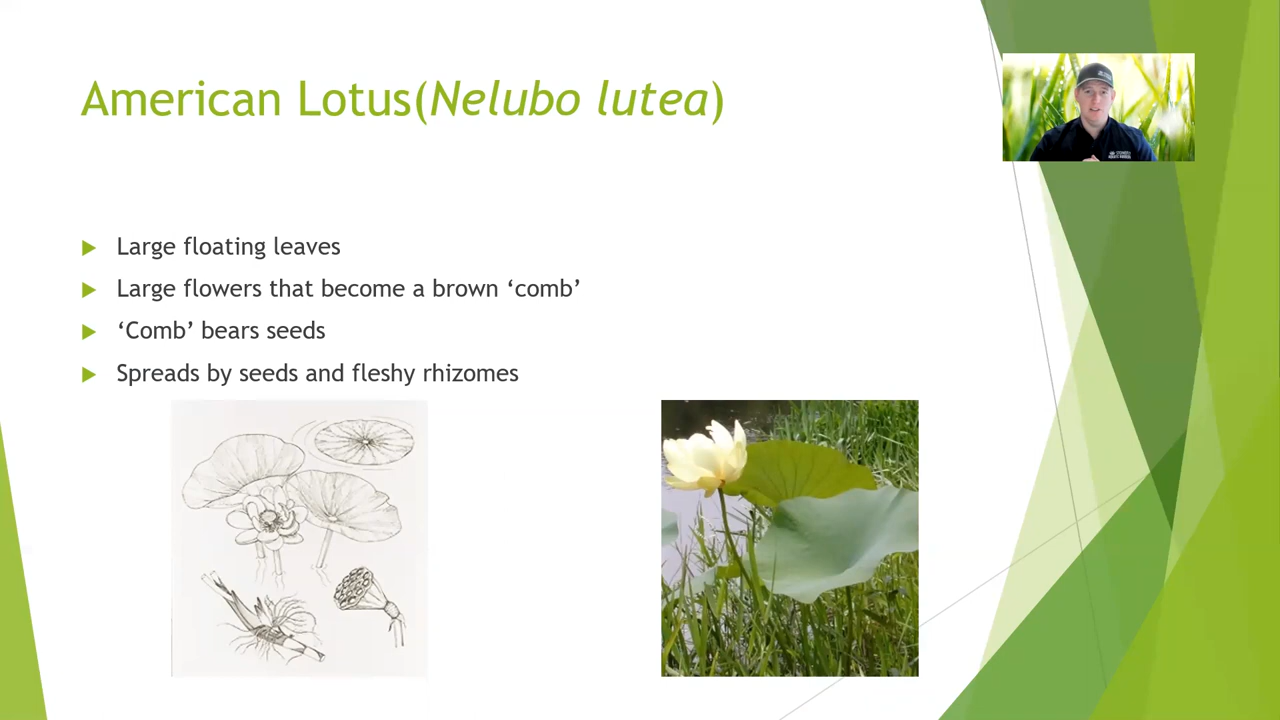 American Lotus(Nelubo lutea)
Large floating leaves
Large flowers that become a brown ‘comb’
‘Comb’ bears seeds
Spreads by seeds and fleshy rhizomes